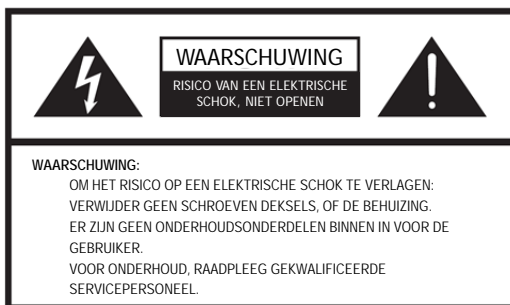 WAARSCHUWING
RISICO VAN EEN ELEKTRISCHE
SCHOK, NIET OPENEN
WAARSCHUWING:
OM HET RISICO OP EEN ELEKTRISCHE SCHOK TE VERLAGEN:
VERWIJDER GEEN SCHROEVEN DEKSELS, OF DE BEHUIZING.
ER ZIJN GEEN ONDERHOUDSONDERDELEN BINNEN IN VOOR DE
GEBRUIKER.
VOOR ONDERHOUD, RAADPLEEG GEKWALIFICEERDE
SERVICEPERSONEEL.